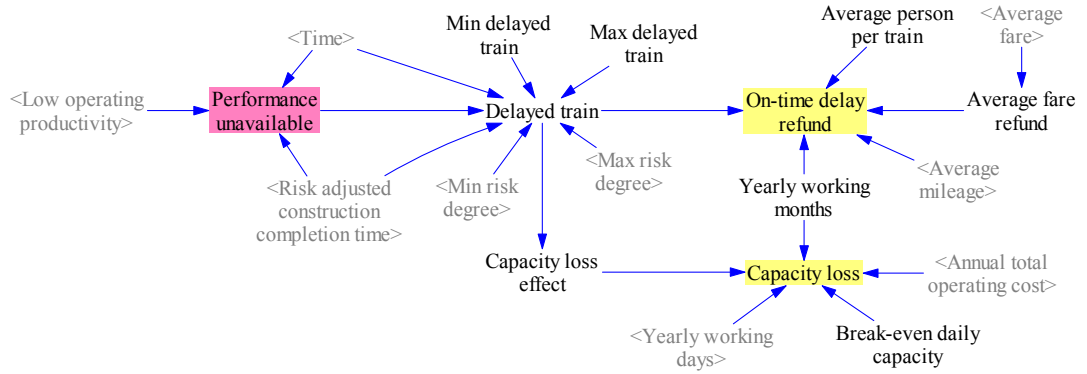 <Time>
Min delayed
train
Max delayed
train
Average person
per train
<Average
fare>
<Low operating
productivity>
Performance
unavailable
Delayed train
On-time delay
refund
Average fare
refund
<Risk adjusted
construction
completion time>
<Min risk
degree>
<Max risk
degree>
Yearly working
months
<Average
mileage>
Capacity loss
effect
Capacity loss
<Annual total
operating cost>
<Yearly working
days>
Break-even daily
capacity